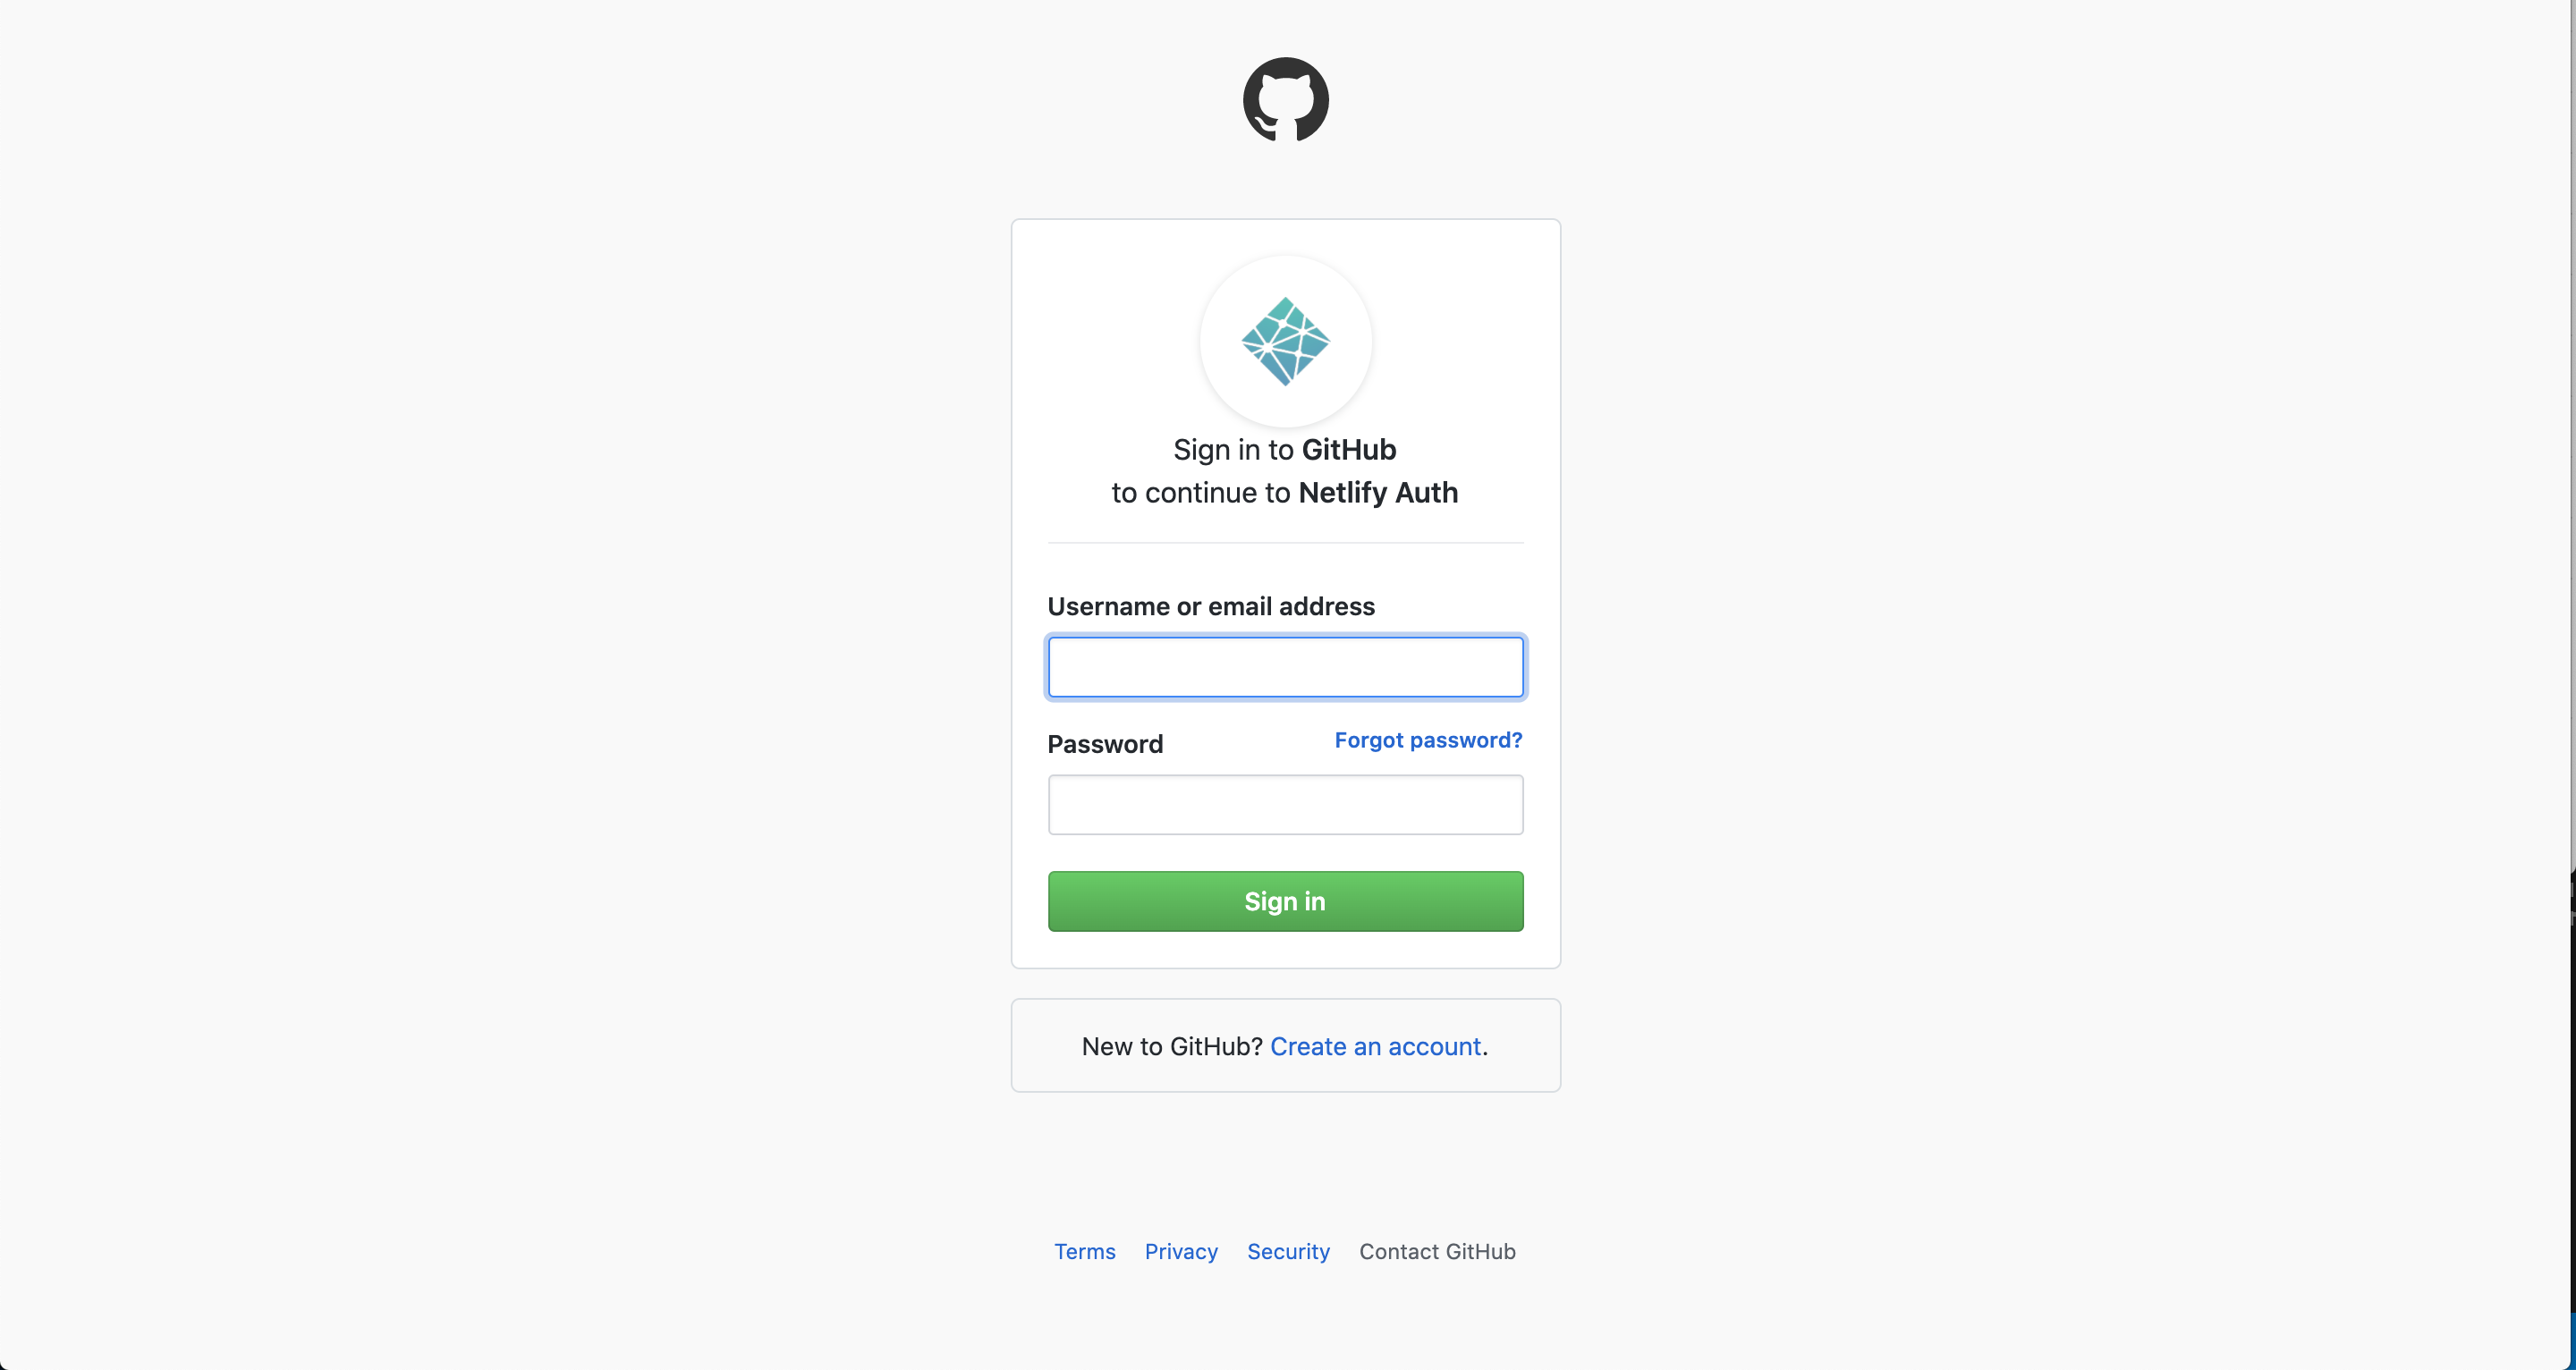 Sign in to GitHub
to continue to Netlify Auth
Username or email address
Password Forgot password?
Sign in
New to GitHub? Create an account.
Terms Privacy Security Contact GitHub